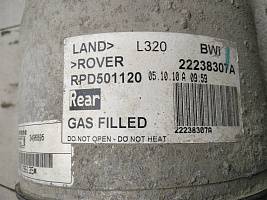 LAND> L320 BWI
>ROVER 22238307A
RPD501120 05.10.10 A 09:59
Rear
GAS FILLED
22238307A
DO NOT OPEN - DO NOT HEAT